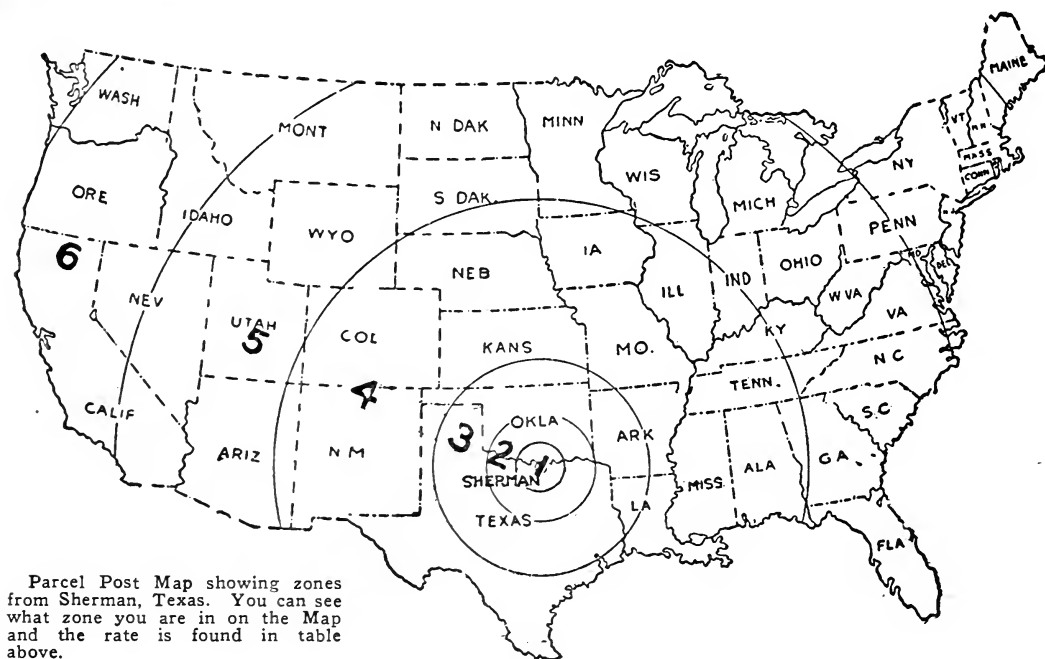 MAINE
WASH
MONT
N DAK
MINN
VT
N.H.
MASS
CONN
NY
ORE
IDAHO
S DAK.
WIS
MICH
PENN
WYO
6
NEB
IA
OHIO
MD
DEL
NEV
UTAH
5
COL
ILL
IND
W VA
VA
KANS
MO.
KY
N C
4
TENN.
S.C.
CALIF
ARIZ
N M
3
OKLA
2
1
SHERMAN
ARK
MISS
ALA
GA.
TEXAS
LA
FLA
Parcel Post Map showing zones
from Sherman, Texas. You can see
what zone you are in on the Map
and the rate is found in table
above.